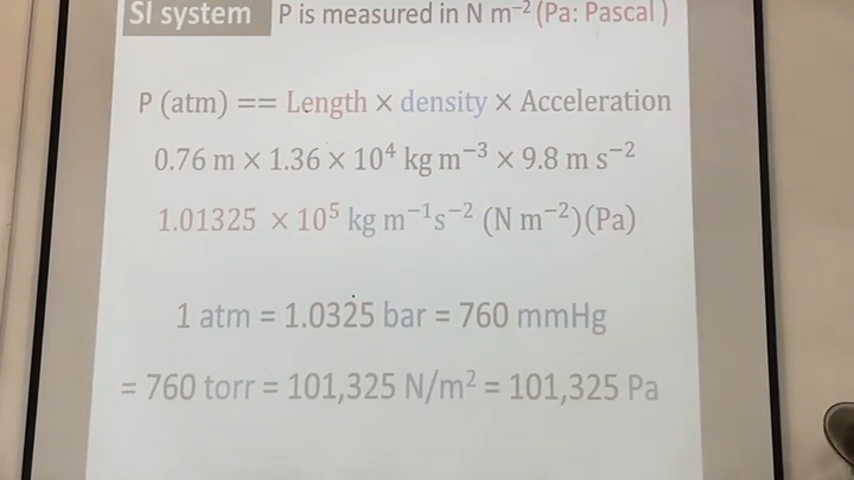 SI system P is measured in N m⁻² (Pa: Pascal)
P (atm) == Length × density × Acceleration
0.76 m × 1.36 × 10⁴ kg m⁻³ × 9.8 m s⁻²
1.01325 × 10⁵ kg m⁻¹s⁻² (N m⁻²)(Pa)
1 atm = 1.0325 bar = 760 mmHg
= 760 torr = 101,325 N/m² = 101,325 Pa